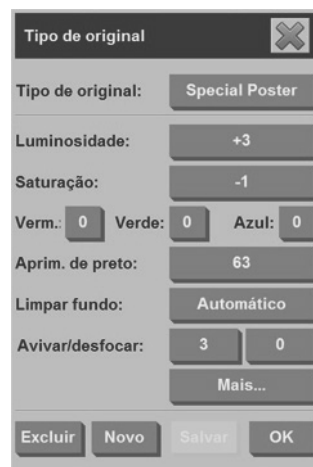 Tipo de original
Tipo de original: Special Poster
Luminosidade: +3
Saturação: -1
Verm.: 0 Verde: 0 Azul: 0
Aprim. de preto: 63
Limpar fundo: Automático
Avivar/desfocar: 3 0
Mais...
Excluir Novo Salvar OK